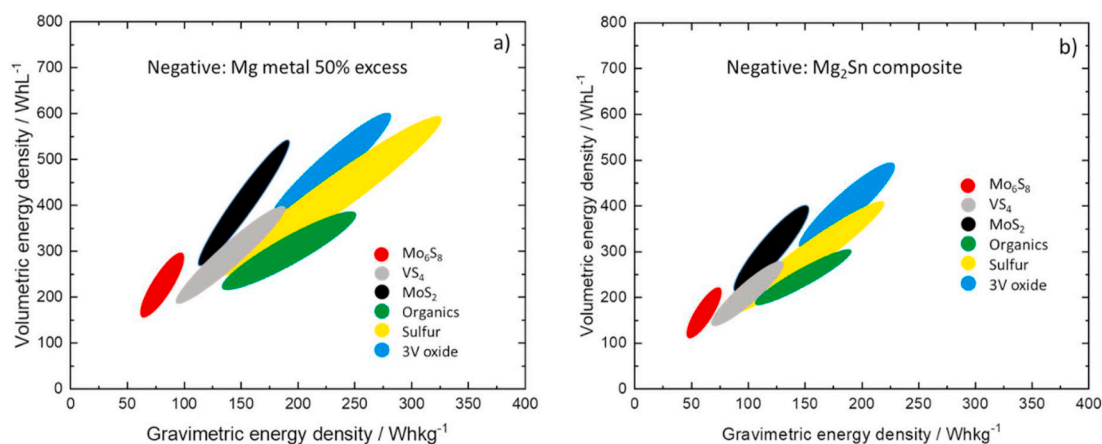 a)
Negative: Mg metal 50% excess
Volumetric energy density / WhL⁻¹
800
700
600
500
400
300
200
100
0
Mo₆S₈
VS₄
MoS₂
Organics
Sulfur
3V oxide
0 50 100 150 200 250 300 350 400
Gravimetric energy density / Whkg⁻¹
b)
Negative: Mg₂Sn composite
Volumetric energy density / WhL⁻¹
800
700
600
500
400
300
200
100
0
Mo₆S₈
VS₄
MoS₂
Organics
Sulfur
3V oxide
0 50 100 150 200 250 300 350 400
Gravimetric energy density / Whkg⁻¹